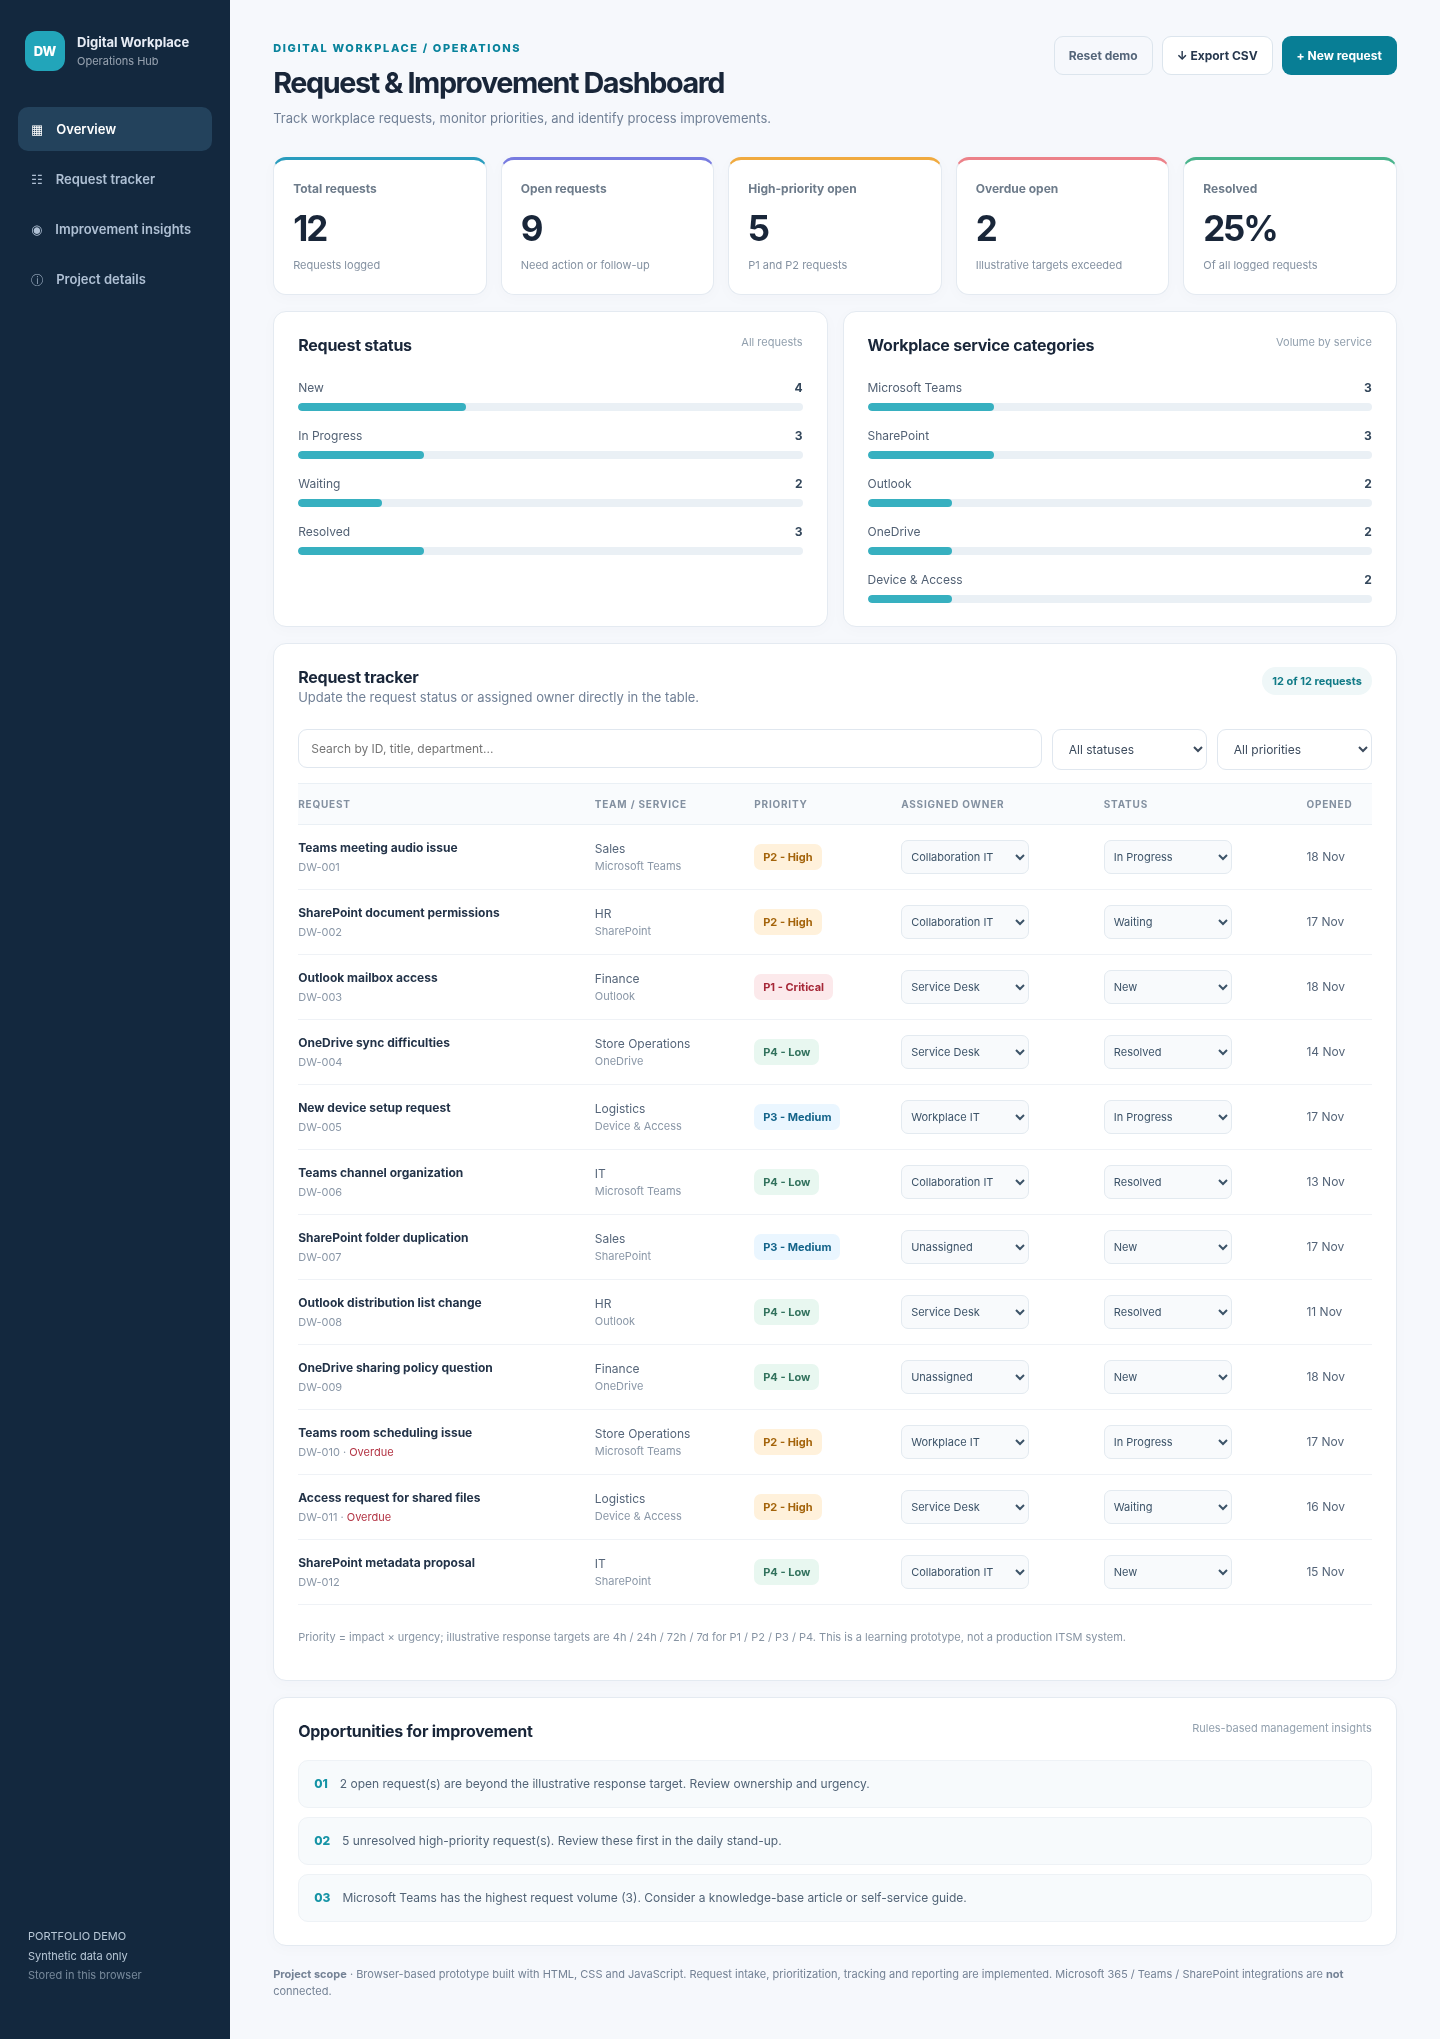 DW
Digital Workplace
Operations Hub
Overview
Request tracker
Improvement insights
Project details
PORTFOLIO DEMO
Synthetic data only
Stored in this browser
DIGITAL WORKPLACE / OPERATIONS
Request & Improvement Dashboard
Track workplace requests, monitor priorities, and identify process improvements.
Reset demo
↓ Export CSV
+ New request
Total requests
12
Requests logged
Open requests
9
Need action or follow-up
High-priority open
5
P1 and P2 requests
Overdue open
2
Illustrative targets exceeded
Resolved
25%
Of all logged requests
Request status
All requests
New 4
In Progress 3
Waiting 2
Resolved 3
Workplace service categories
Volume by service
Microsoft Teams 3
SharePoint 3
Outlook 2
OneDrive 2
Device & Access 2
Request tracker
Update the request status or assigned owner directly in the table.
12 of 12 requests
Search by ID, title, department...
All statuses
All priorities
REQUEST TEAM / SERVICE PRIORITY ASSIGNED OWNER STATUS OPENED
Teams meeting audio issue Sales P2 - High Collaboration IT In Progress 18 Nov
DW-001 Microsoft Teams
SharePoint document permissions HR P2 - High Collaboration IT Waiting 17 Nov
DW-002 SharePoint
Outlook mailbox access Finance P1 - Critical Service Desk New 18 Nov
DW-003 Outlook
OneDrive sync difficulties Store Operations P4 - Low Service Desk Resolved 14 Nov
DW-004 OneDrive
New device setup request Logistics P3 - Medium Workplace IT In Progress 17 Nov
DW-005 Device & Access
Teams channel organization IT P4 - Low Collaboration IT Resolved 13 Nov
DW-006 Microsoft Teams
SharePoint folder duplication Sales P3 - Medium Unassigned New 17 Nov
DW-007 SharePoint
Outlook distribution list change HR P4 - Low Service Desk Resolved 11 Nov
DW-008 Outlook
OneDrive sharing policy question Finance P4 - Low Unassigned New 18 Nov
DW-009 OneDrive
Teams room scheduling issue Store Operations P2 - High Workplace IT In Progress 17 Nov
DW-010 · Overdue Microsoft Teams
Access request for shared files Logistics P2 - High Service Desk Waiting 16 Nov
DW-011 · Overdue Device & Access
SharePoint metadata proposal IT P4 - Low Collaboration IT New 15 Nov
DW-012 SharePoint
Priority = impact × urgency; illustrative response targets are 4h / 24h / 72h / 7d for P1 / P2 / P3 / P4. This is a learning prototype, not a production ITSM system.
Opportunities for improvement
Rules-based management insights
01 2 open request(s) are beyond the illustrative response target. Review ownership and urgency.
02 5 unresolved high-priority request(s). Review these first in the daily stand-up.
03 Microsoft Teams has the highest request volume (3). Consider a knowledge-base article or self-service guide.
Project scope · Browser-based prototype built with HTML, CSS and JavaScript. Request intake, prioritization, tracking and reporting are implemented. Microsoft 365 / Teams / SharePoint integrations are not
connected.